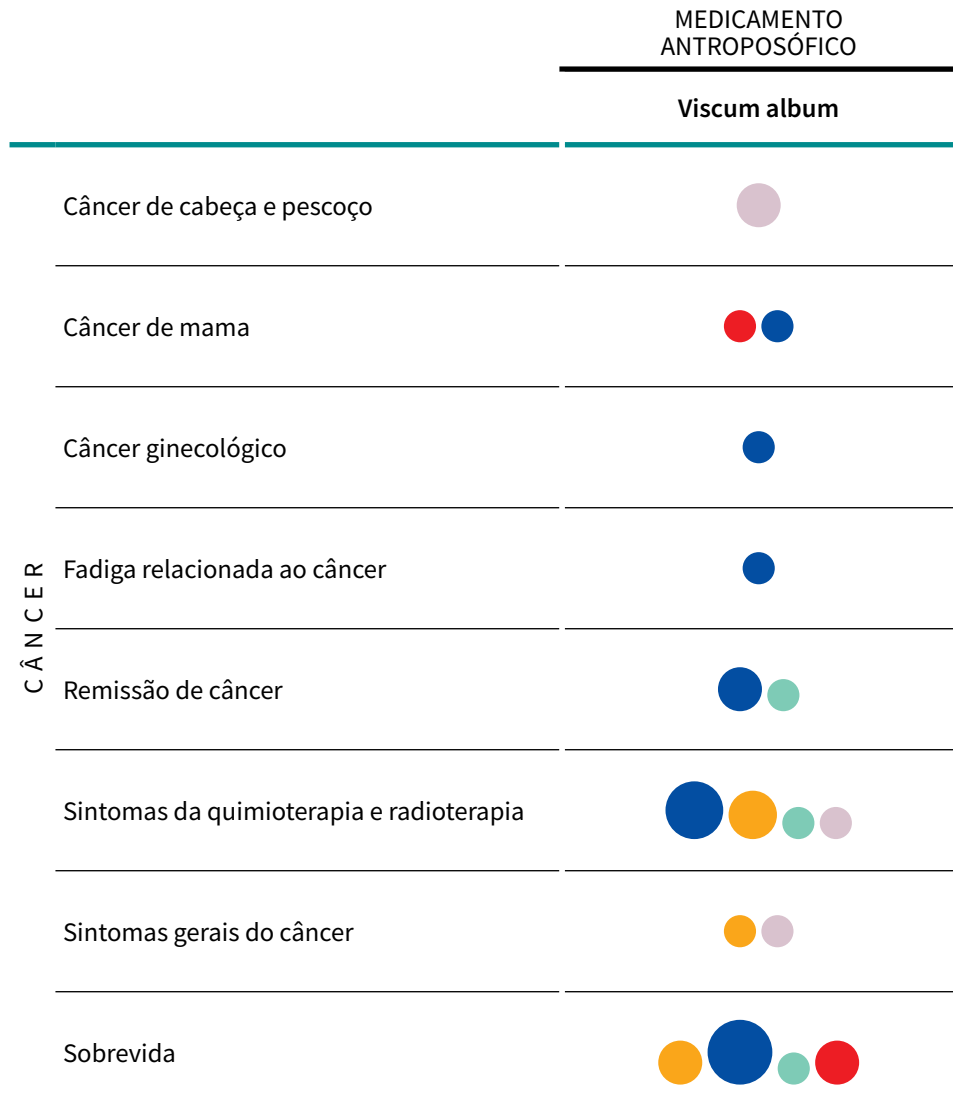 MEDICAMENTO
ANTROPOSÓFICO
Viscum album
CÂNCER
Câncer de cabeça e pescoço
Câncer de mama
Câncer ginecológico
Fadiga relacionada ao câncer
Remissão de câncer
Sintomas da quimioterapia e radioterapia
Sintomas gerais do câncer
Sobrevida